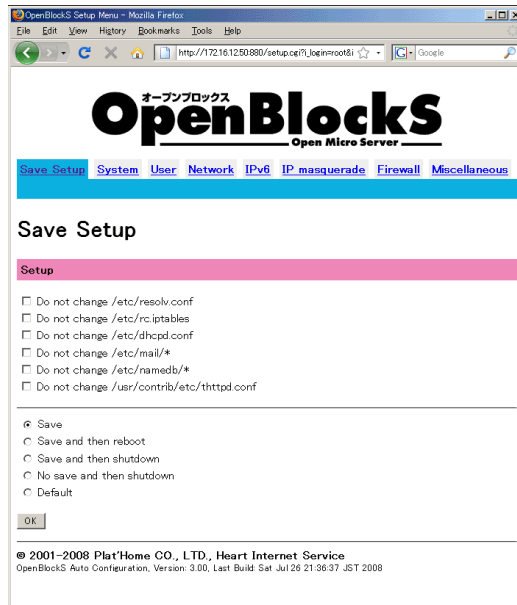 OpenBlockS Setup Menu - Mozilla Firefox
File Edit View History Bookmarks Tools Help
http://172.16.12.50:880/setup.cgi?i_login=root&i
G Google
オープンブロックス
OpenBlockS
Open Micro Server
Save Setup System User Network IPv6 IP masquerade Firewall Miscellaneous
Save Setup
Setup
Do not change /etc/resolv.conf
Do not change /etc/rc.iptables
Do not change /etc/dhcpd.conf
Do not change /etc/mail/*
Do not change /etc/namedb/*
Do not change /usr/contrib/etc/thttpd.conf
Save
Save and then reboot
Save and then shutdown
No save and then shutdown
Default
OK
© 2001-2008 Plat'Home CO., LTD., Heart Internet Service
OpenBlockS Auto Configuration, Version: 3.00, Last Build: Sat Jul 26 21:36:37 JST 2008